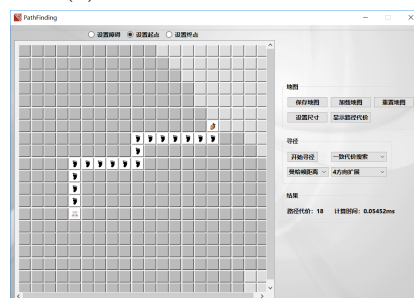 PathFinding
设置障碍 设置起点 设置终点
地图
保存地图 加载地图 重置地图
设置尺寸 显示路径代价
寻径
开始寻径 一致代价搜索
曼哈顿距离 4方向扩展
结果
路径代价: 18 计算时间: 0.05452ms